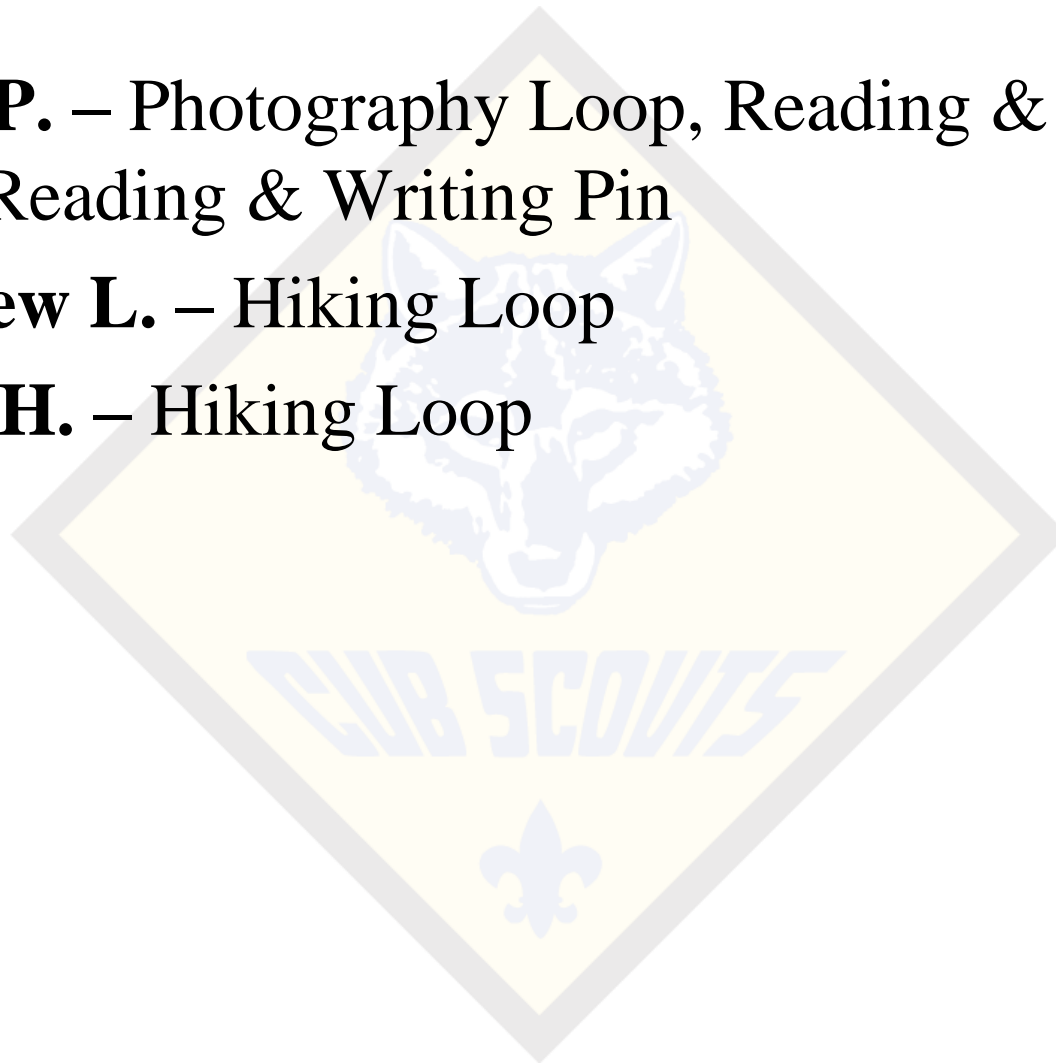 P. – Photography Loop, Reading &
Reading & Writing Pin
ew L. – Hiking Loop
H. – Hiking Loop
CUB SCOUTS